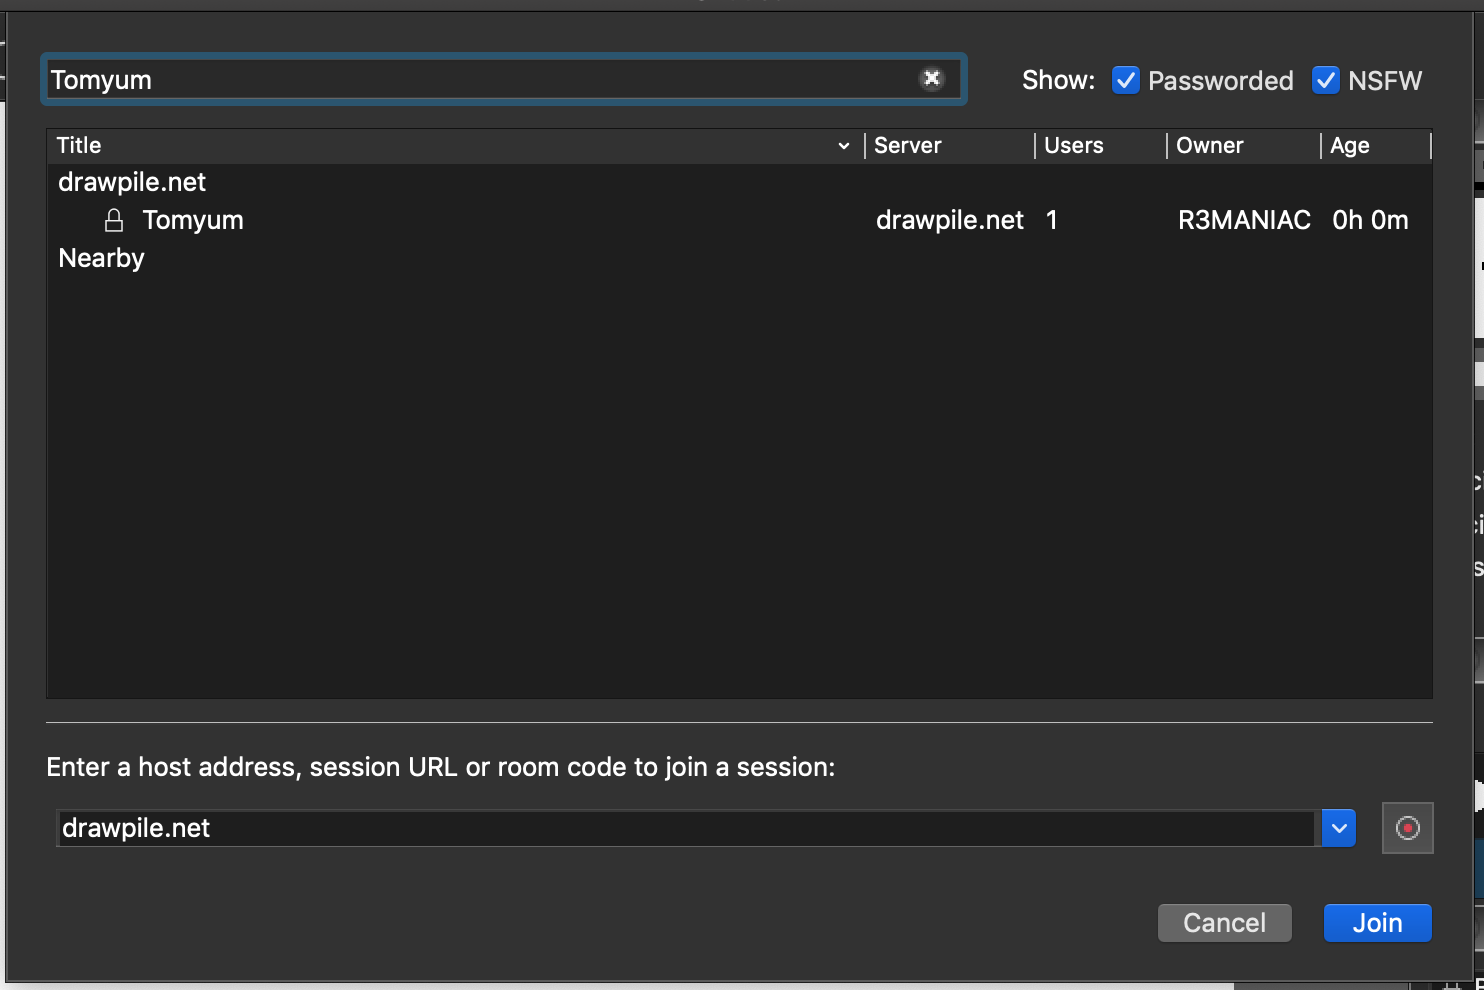 Tomyum
Show: Passworded NSFW
Title Server Users Owner Age
drawpile.net
Tomyum drawpile.net 1 R3MANIAC 0h 0m
Nearby
Enter a host address, session URL or room code to join a session:
drawpile.net
Cancel Join